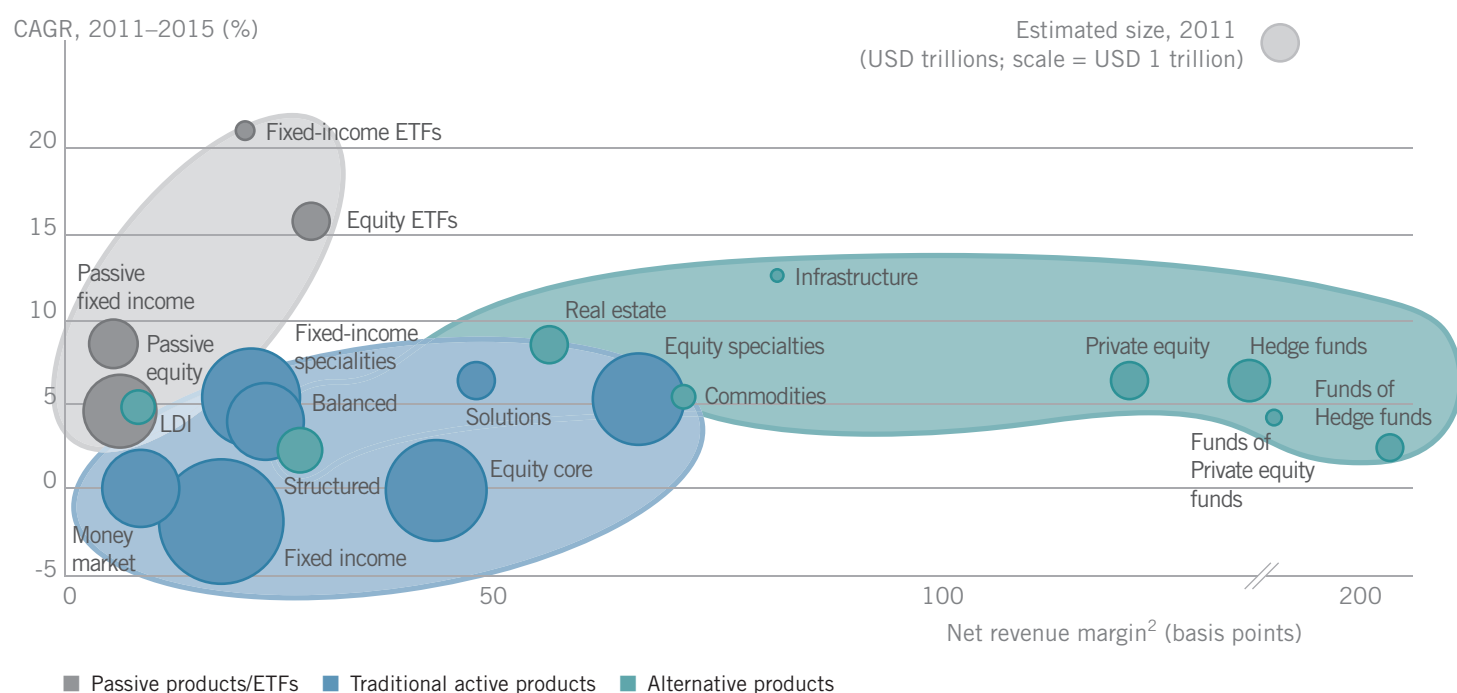 CAGR, 2011–2015 (%)
Estimated size, 2011
(USD trillions; scale = USD 1 trillion)
20
15
10
5
0
-5
Fixed-income ETFs
Equity ETFs
Passive
fixed income
Passive
equity
LDI
Fixed-income
specialities
Balanced
Structured
Solutions
Real estate
Infrastructure
Equity specialties
Commodities
Private equity
Hedge funds
Funds of
Hedge funds
Funds of
Private equity
funds
Equity core
Money
market
Fixed income
0
50
100
200
Net revenue margin² (basis points)
Passive products/ETFs
Traditional active products
Alternative products